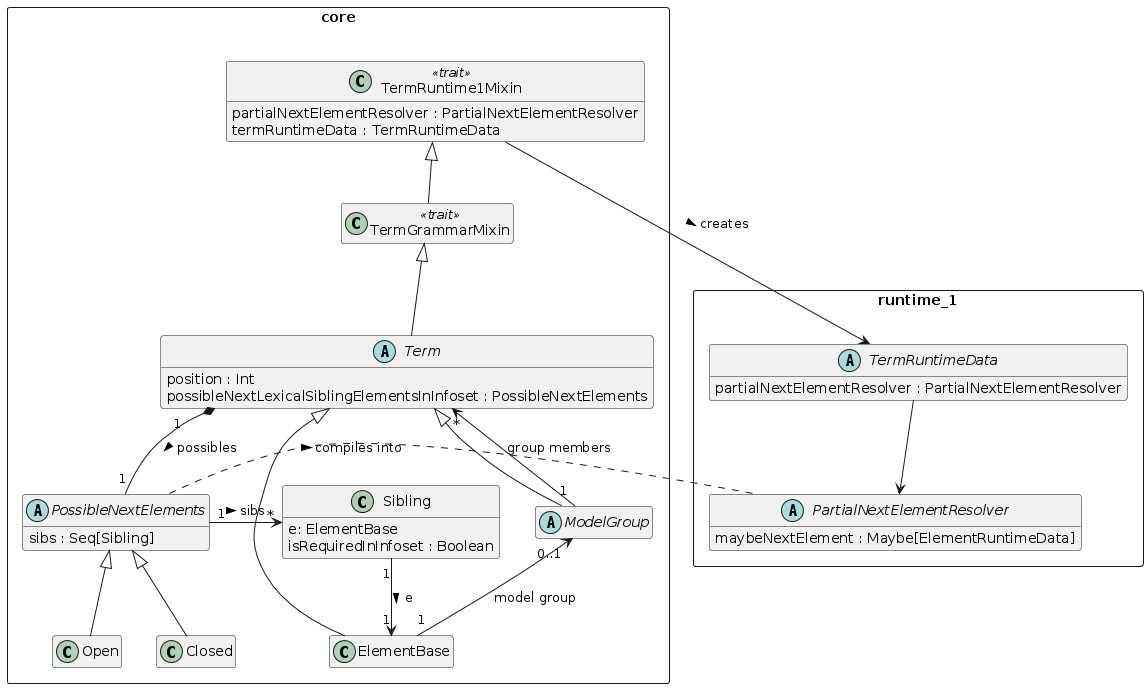 core
C
«trait»
TermRuntime1Mixin
partialNextElementResolver : PartialNextElementResolver
termRuntimeData : TermRuntimeData
C
«trait»
TermGrammarMixin
creates
runtime_1
A Term
position : Int
possibleNextLexicalSiblingElementsInInfoset : PossibleNextElements
A TermRuntimeData
partialNextElementResolver : PartialNextElementResolver
1
*
possibles
compiles into
group members
1
1
A PossibleNextElements
sibs : Seq[Sibling]
1
sibs
*
C Sibling
e: ElementBase
isRequiredInInfoset : Boolean
A ModelGroup
A PartialNextElementResolver
maybeNextElement : Maybe[ElementRuntimeData]
0..1
1
e
model group
1
1
C Open
C Closed
C ElementBase